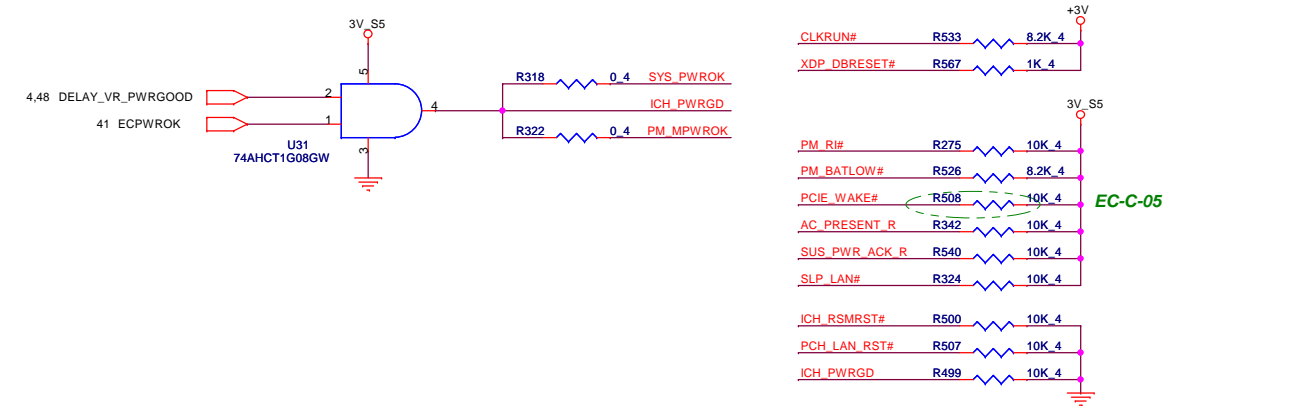 3V_S5
5
4,48 DELAY_VR_PWRGOOD
2
41 ECPWROK
1
4
3
U31
74AHCT1G08GW
R318 0_4 SYS_PWROK
ICH_PWRGD
R322 0_4 PM_MPWROK
+3V
CLKRUN# R533 8.2K_4
XDP_DBRESET# R567 1K_4
3V_S5
PM_RI# R275 10K_4
PM_BATLOW# R526 8.2K_4
PCIE_WAKE# R508 10K_4 EC-C-05
AC_PRESENT_R R342 10K_4
SUS_PWR_ACK_R R540 10K_4
SLP_LAN# R324 10K_4
ICH_RSMRST# R500 10K_4
PCH_LAN_RST# R507 10K_4
ICH_PWRGD R499 10K_4